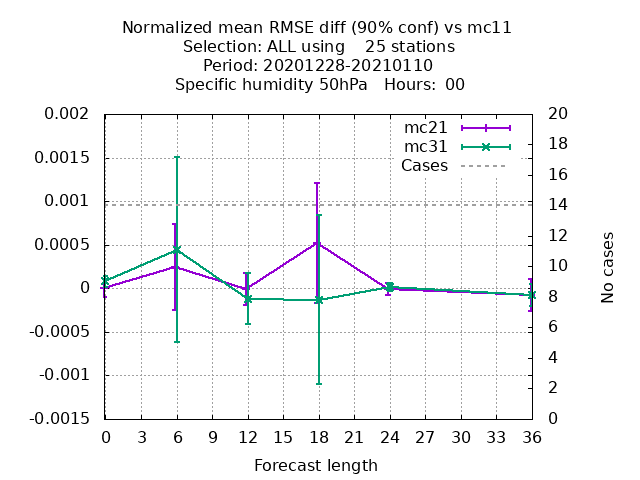 Normalized mean RMSE diff (90% conf) vs mc11
Selection: ALL using    25 stations
Period: 20201228-20210110
Specific humidity 50hPa   Hours: 00
0.002
0.0015
0.001
0.0005
0
-0.0005
-0.001
-0.0015
mc21
mc31
Cases
20
18
16
14
12
10
8
6
4
2
0
No cases
0 3 6 9 12 15 18 21 24 27 30 33 36
Forecast length